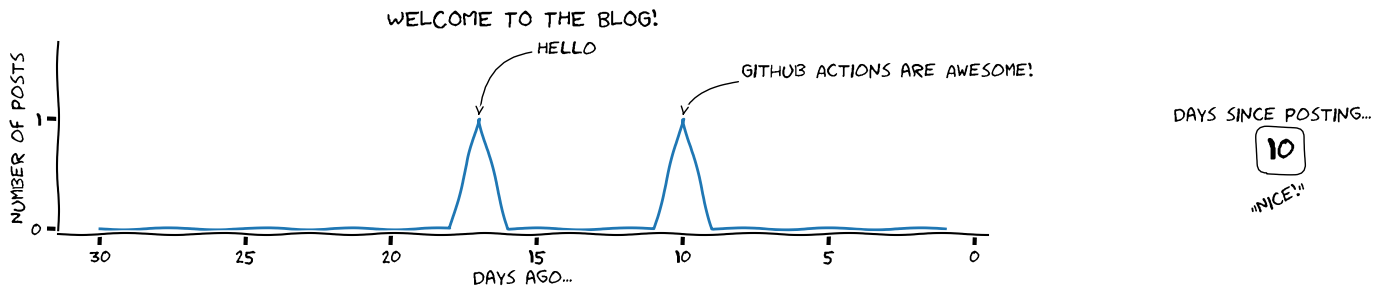 WELCOME TO THE BLOG!
HELLO
GITHUB ACTIONS ARE AWESOME!
NUMBER OF POSTS
1
0
30 25 20 15 10 5 0
DAYS AGO...
DAYS SINCE POSTING...
10
"NICE!"